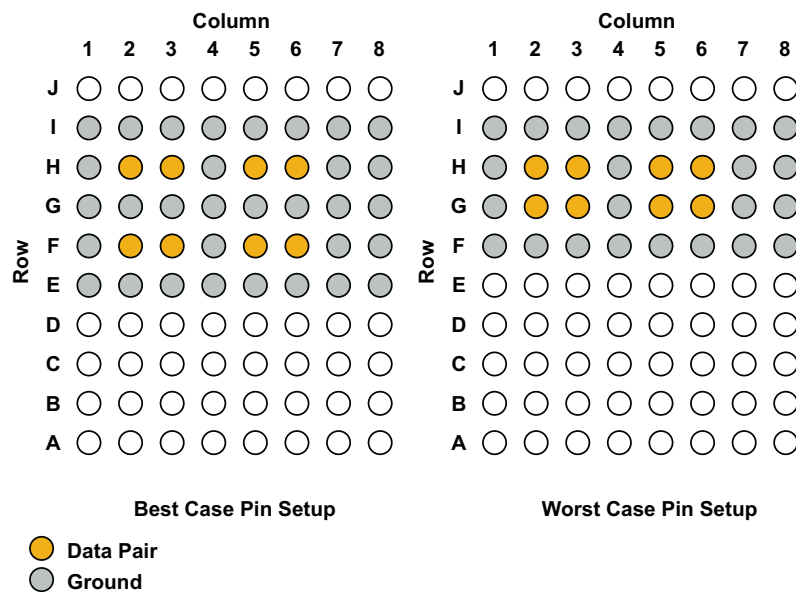 Column
1 2 3 4 5 6 7 8
J
I
H
G
F
E
D
C
B
A
Row
Best Case Pin Setup
Column
1 2 3 4 5 6 7 8
J
I
H
G
F
E
D
C
B
A
Row
Worst Case Pin Setup
Data Pair
Ground